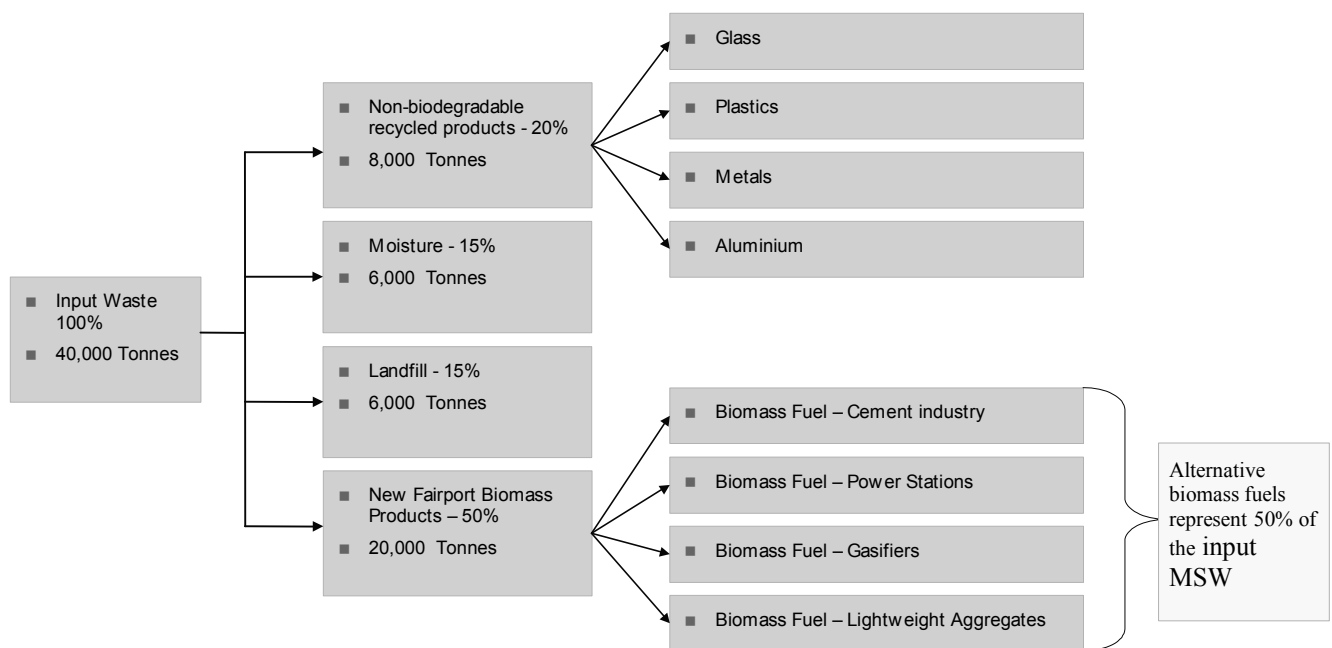 Glass
Plastics
Metals
Aluminium
Non-biodegradable
recycled products - 20%
8,000 Tonnes
Moisture - 15%
6,000 Tonnes
Input Waste
100%
40,000 Tonnes
Landfill - 15%
6,000 Tonnes
New Fairport Biomass
Products – 50%
20,000 Tonnes
Biomass Fuel – Cement industry
Biomass Fuel – Power Stations
Biomass Fuel – Gasifiers
Biomass Fuel – Lightweight Aggregates
Alternative
biomass fuels
represent 50% of
the input
MSW